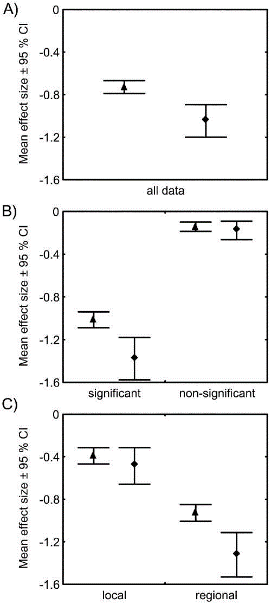 A)
Mean effect size ± 95 % CI
0
-0.4
-0.8
-1.2
-1.6
all data
B)
Mean effect size ± 95 % CI
0
-0.4
-0.8
-1.2
-1.6
significant non-significant
C)
Mean effect size ± 95 % CI
0
-0.4
-0.8
-1.2
-1.6
local regional